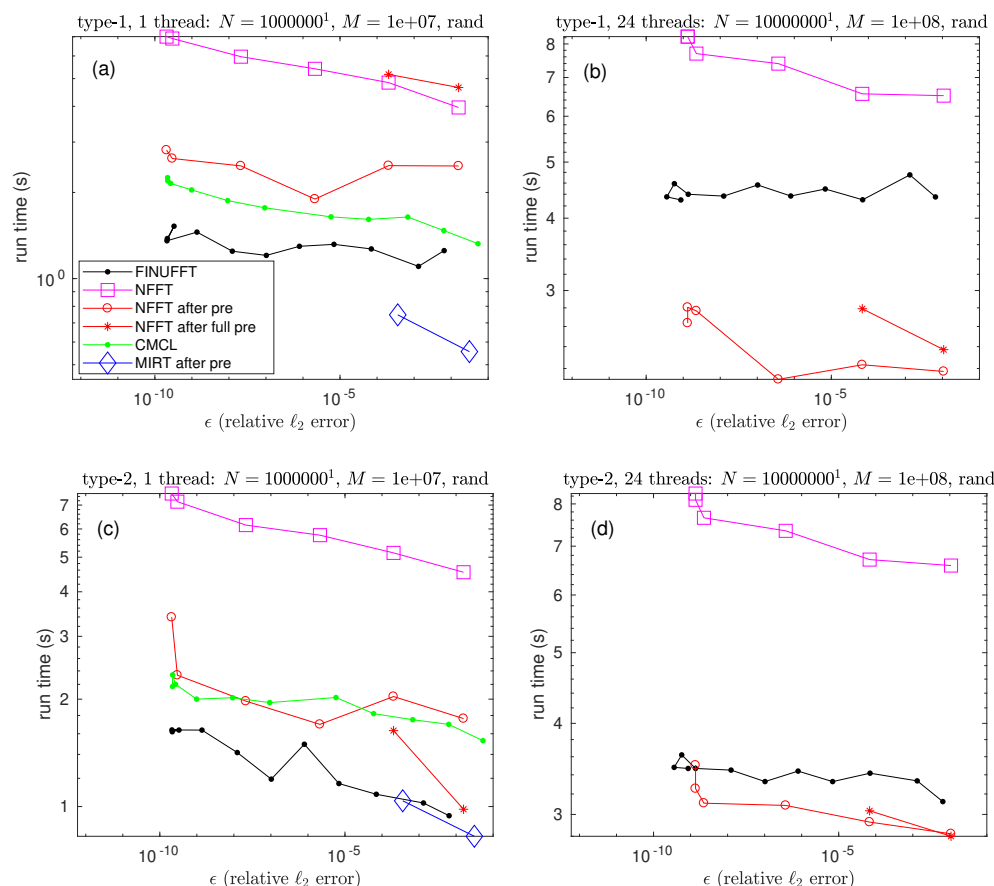 type-1, 1 thread: N = 1000000¹, M = 1e+07, rand
(a)
run time (s)
10⁰
FINUFFT
NFFT
NFFT after pre
NFFT after full pre
CMCL
MIRT after pre
10⁻¹⁰
10⁻⁵
ϵ (relative ℓ₂ error)
type-1, 24 threads: N = 10000000¹, M = 1e+08, rand
(b)
run time (s)
8
7
6
5
4
3
10⁻¹⁰
10⁻⁵
ϵ (relative ℓ₂ error)
type-2, 1 thread: N = 1000000¹, M = 1e+07, rand
(c)
run time (s)
7
6
5
4
3
2
1
10⁻¹⁰
10⁻⁵
ϵ (relative ℓ₂ error)
type-2, 24 threads: N = 10000000¹, M = 1e+08, rand
(d)
run time (s)
8
7
6
5
4
3
10⁻¹⁰
10⁻⁵
ϵ (relative ℓ₂ error)